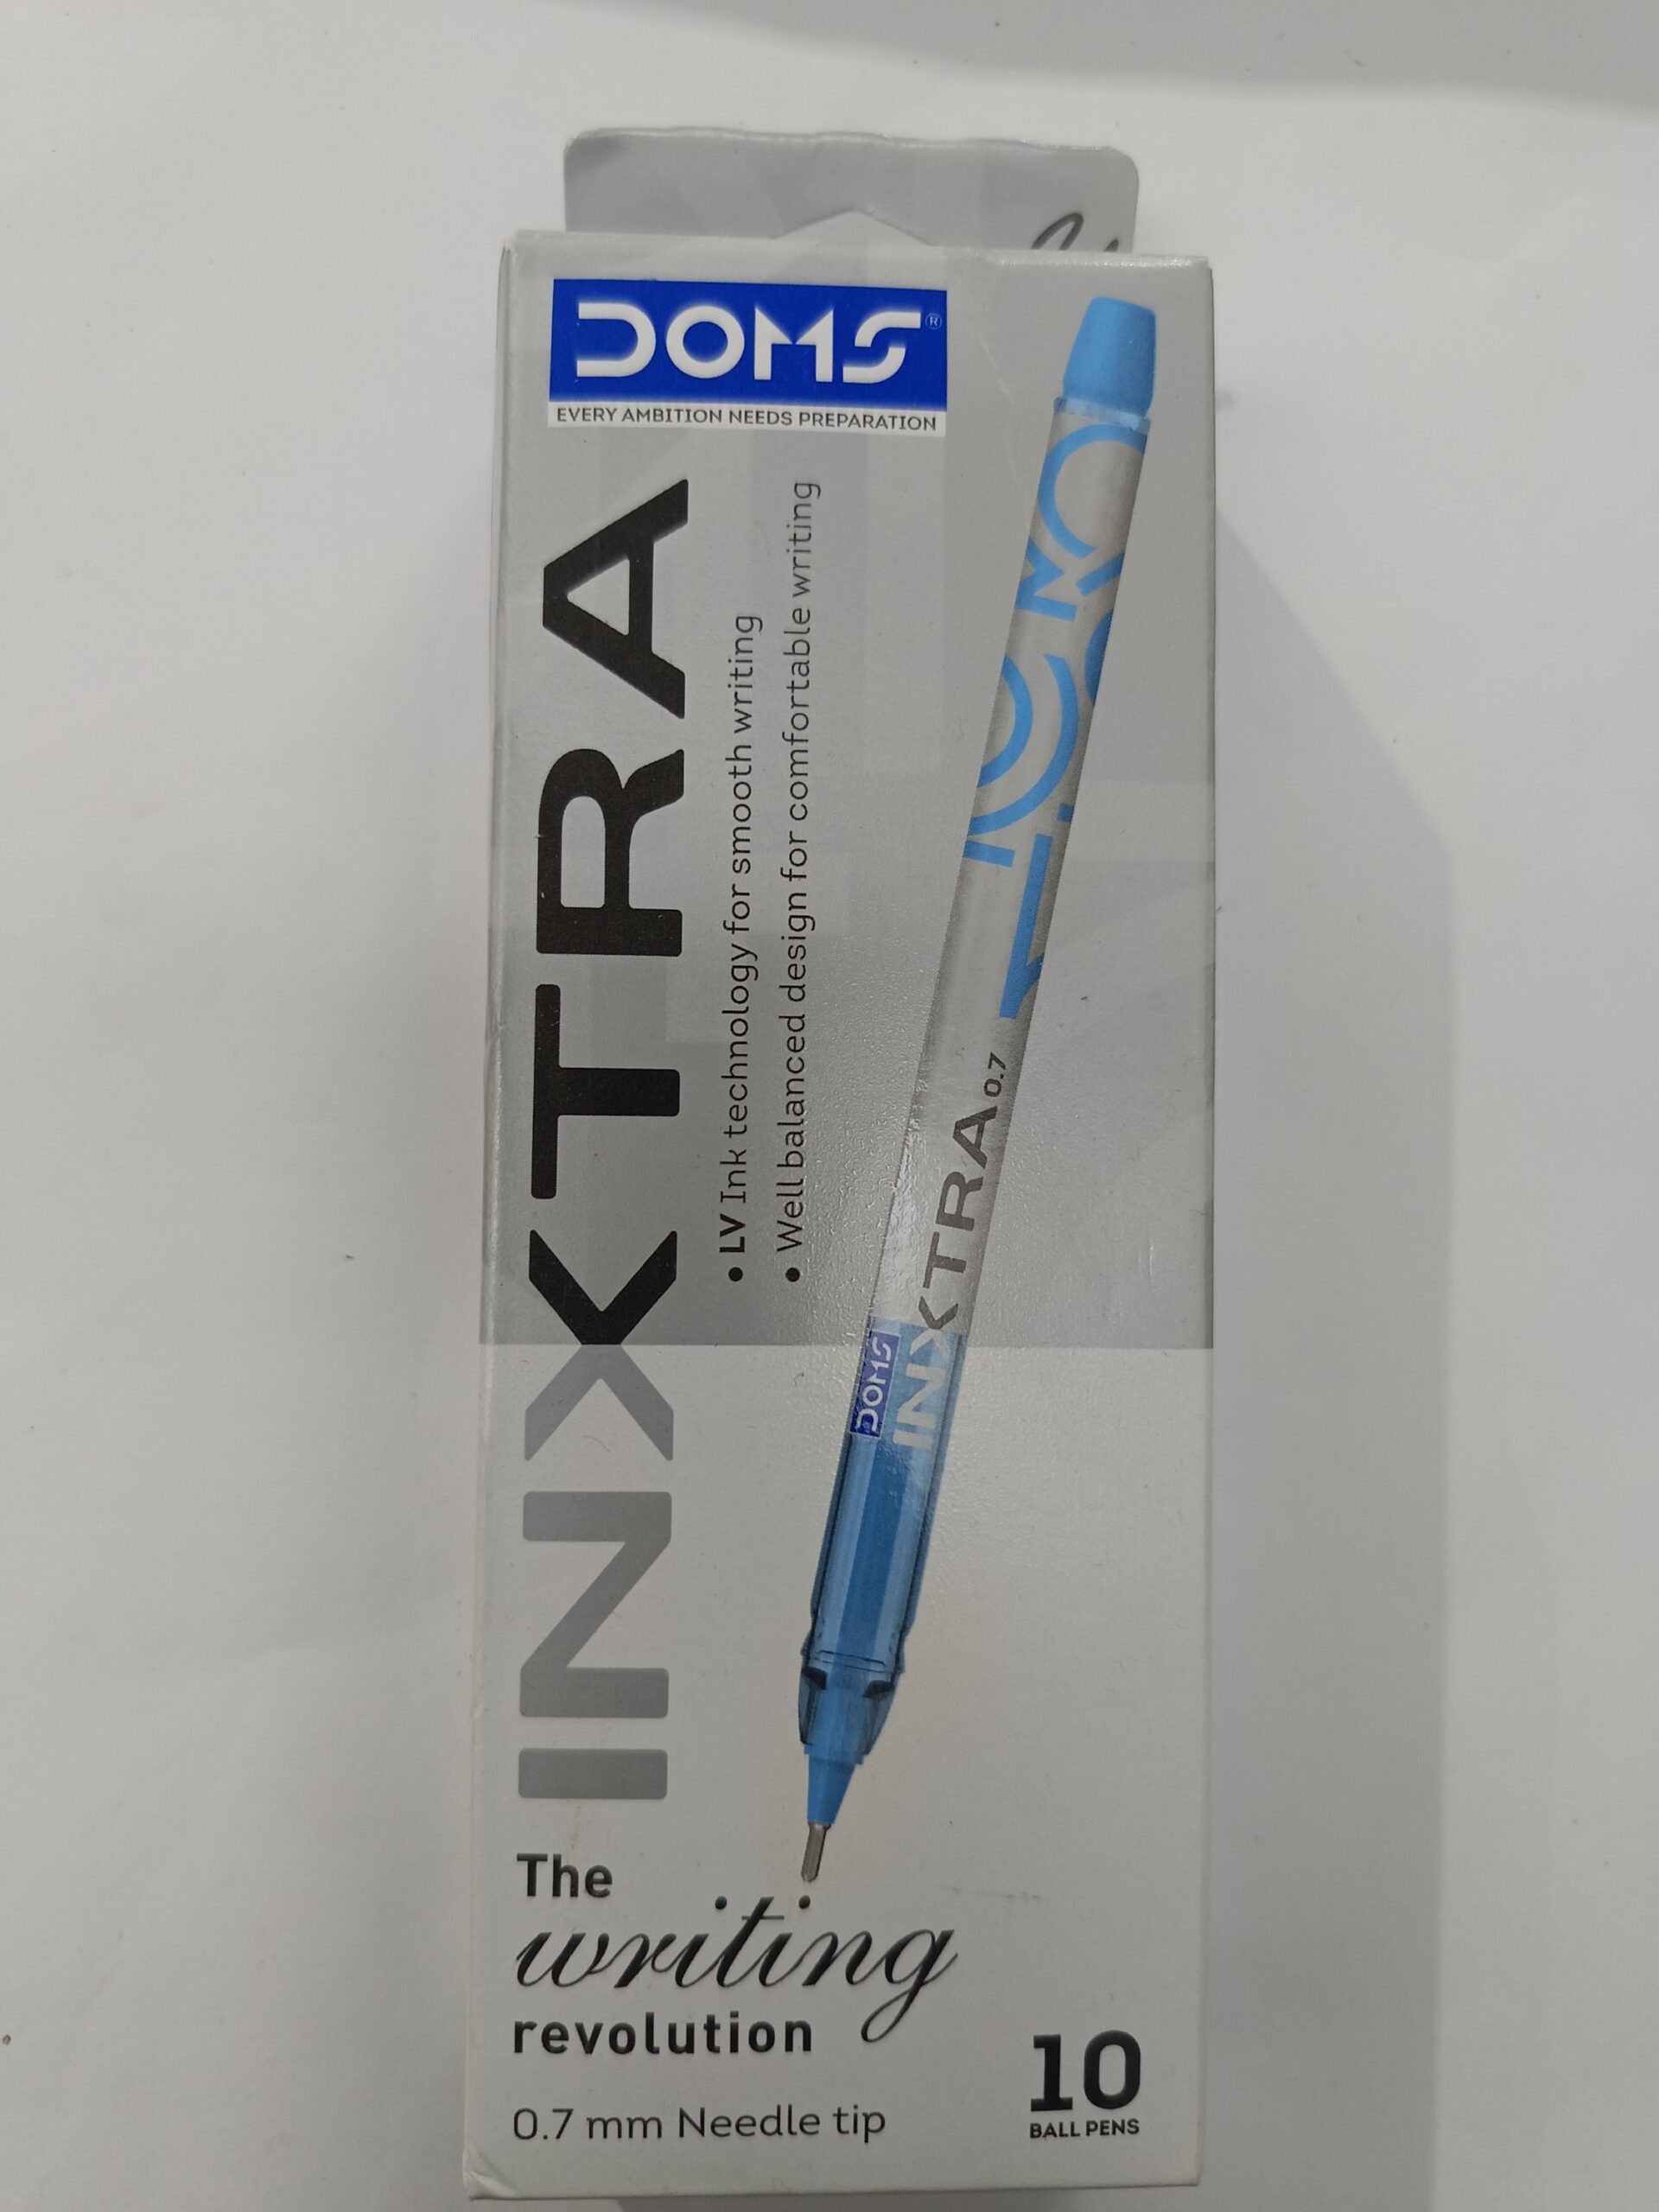 DOMS®
EVERY AMBITION NEEDS PREPARATION
INXTRA
• LV Ink technology for smooth writing
• Well balanced design for comfortable writing
DOMS
INXTRA 0.7
The
writing
revolution
0.7 mm Needle tip
10
BALL PENS